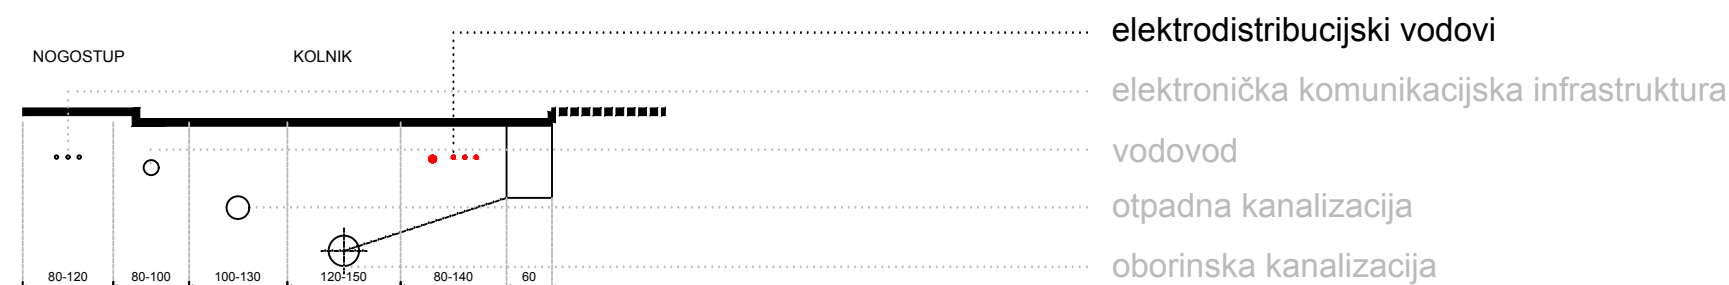 elektrodistribucijski vodovi
NOGOSTUP KOLNIK
elektronička komunikacijska infrastruktura
vodovod
otpadna kanalizacija
oborinska kanalizacija
80-120 80-100 100-130 120-150 80-140 60